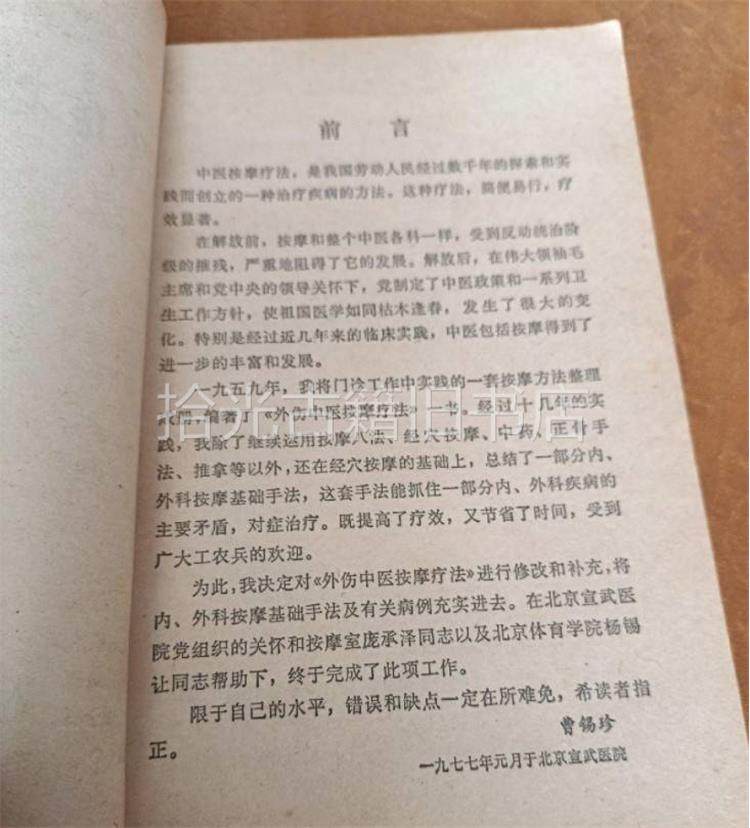 前言
中医按摩疗法，是我国劳动人民经过数千年的探索和实
践而创立的一种治疗疾病的方法。这种疗法，简便易行，疗
效显著。
在解放前，按摩和整个中医各科一样，受到反动统治阶
级的摧残，严重地阻碍了它的发展。解放后，在伟大领袖毛
主席和党中央的领导关怀下，党制定了中医政策和一系列卫
生工作方针，使祖国医学如同枯木逢春，发生了很大的变
化。特别是经过近几年来的临床实践，中医包括按摩得到了
进一步的丰富和发展。
一九五九年，我将门诊工作中实践的一套按摩方法整理
成册，编著了《外伤中医按摩疗法》一书。经过十几年的实
践，我除了继续运用按摩八法、经穴按摩、中药、正骨手
法、推拿等以外，还在经穴按摩的基础上，总结了一部分内、
外科按摩基础手法，这套手法能抓住一部分内、外科疾病的
主要矛盾，对症治疗。既提高了疗效，又节省了时间，受到
广大工农兵的欢迎。
为此，我决定对《外伤中医按摩疗法》进行修改和补充，将
内、外科按摩基础手法及有关病例充实进去。在北京宣武医
院党组织的关怀和按摩室庞承泽同志以及北京体育学院杨锡
让同志帮助下，终于完成了此项工作。
限于自己的水平，错误和缺点一定在所难免，希读者指
正。
曹锡珍
一九七七年元月于北京宣武医院
拾光古籍旧书店